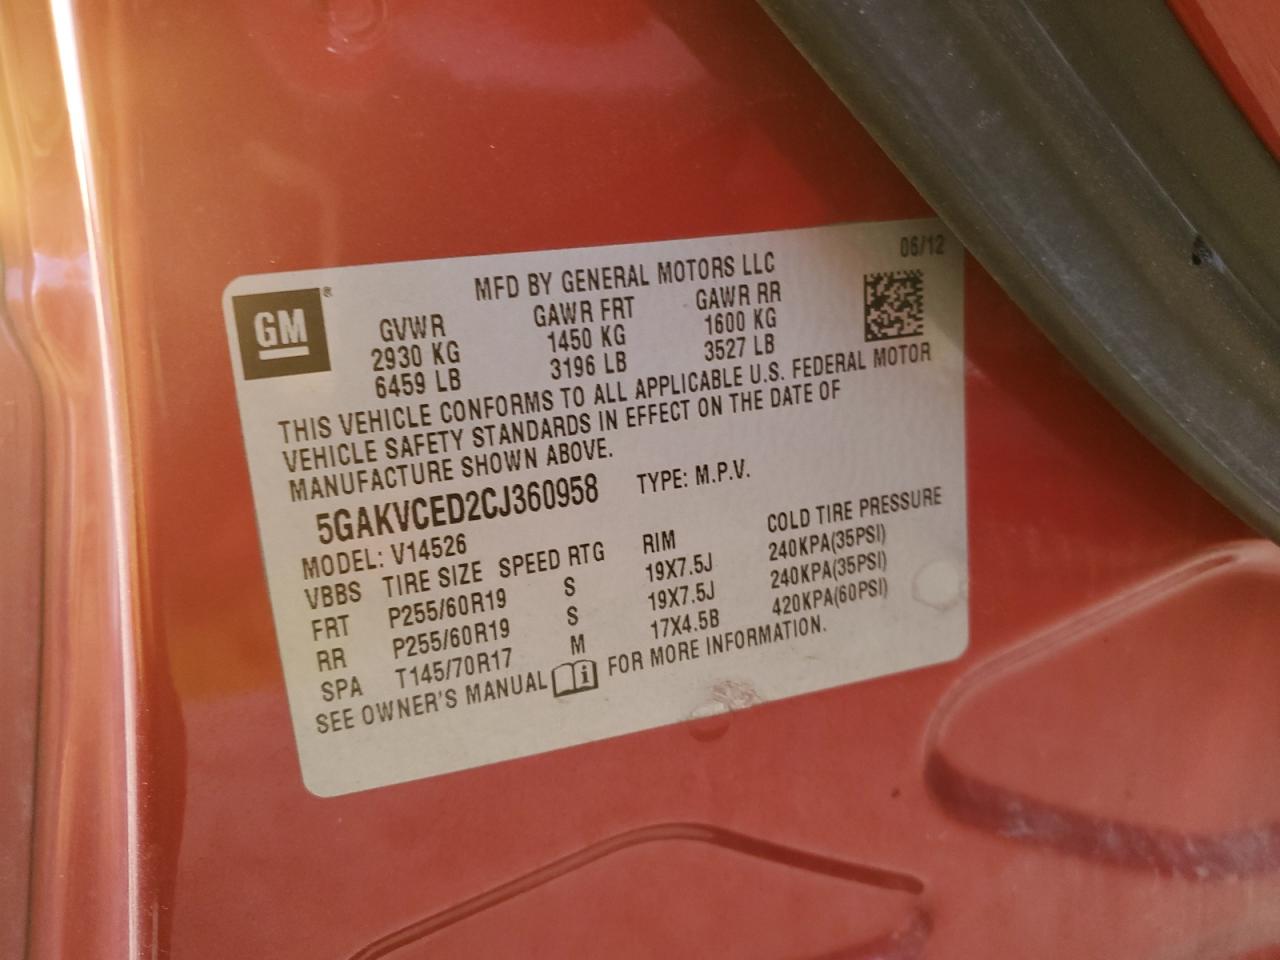 06/12
MFD BY GENERAL MOTORS LLC
GM ®
GVWR GAWR FRT GAWR RR
2930 KG 1450 KG 1600 KG
6459 LB 3196 LB 3527 LB
THIS VEHICLE CONFORMS TO ALL APPLICABLE U.S. FEDERAL MOTOR
VEHICLE SAFETY STANDARDS IN EFFECT ON THE DATE OF
MANUFACTURE SHOWN ABOVE.
5GAKVCED2CJ360958 TYPE: M.P.V.
MODEL: V14526
VBBS TIRE SIZE SPEED RTG RIM COLD TIRE PRESSURE
FRT P255/60R19 S 19X7.5J 240KPA(35PSI)
RR P255/60R19 S 19X7.5J 240KPA(35PSI)
SPA T145/70R17 M 17X4.5B 420KPA(60PSI)
SEE OWNER'S MANUAL i FOR MORE INFORMATION.